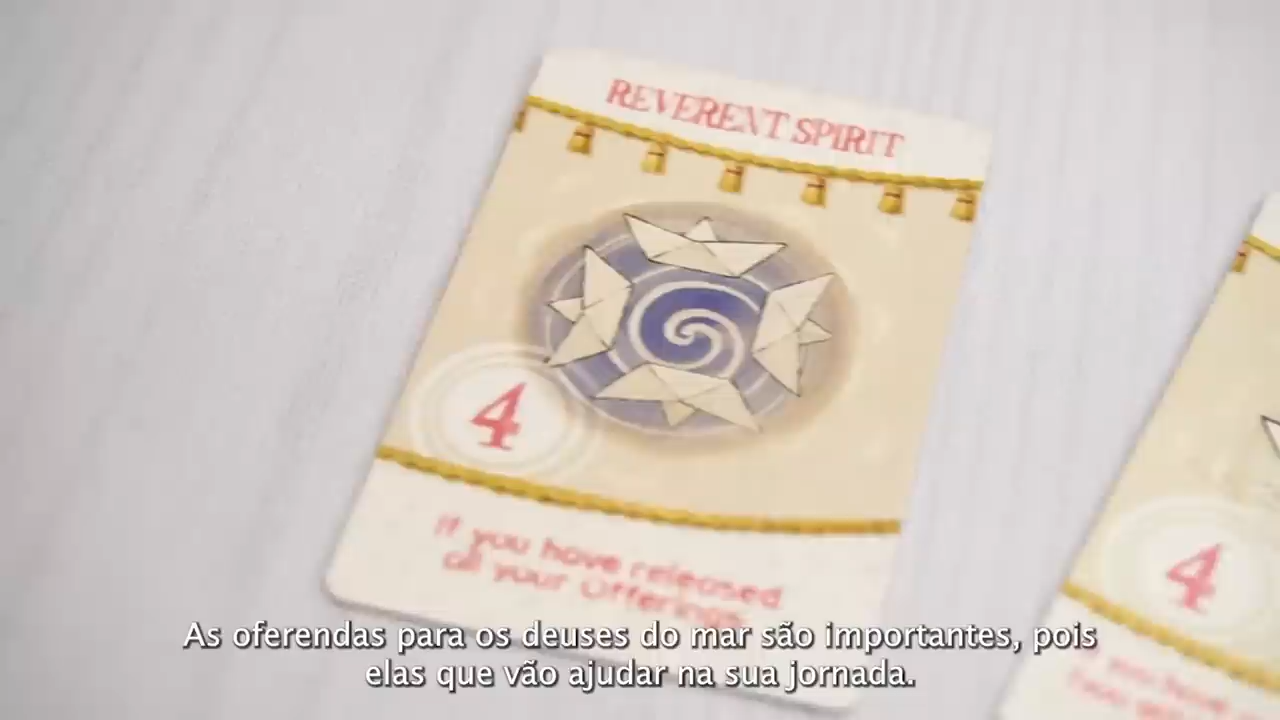 REVERENT SPIRIT
4
If you have released
all your Offerings
4
As oferendas para os deuses do mar são importantes, pois
elas que vão ajudar na sua jornada.